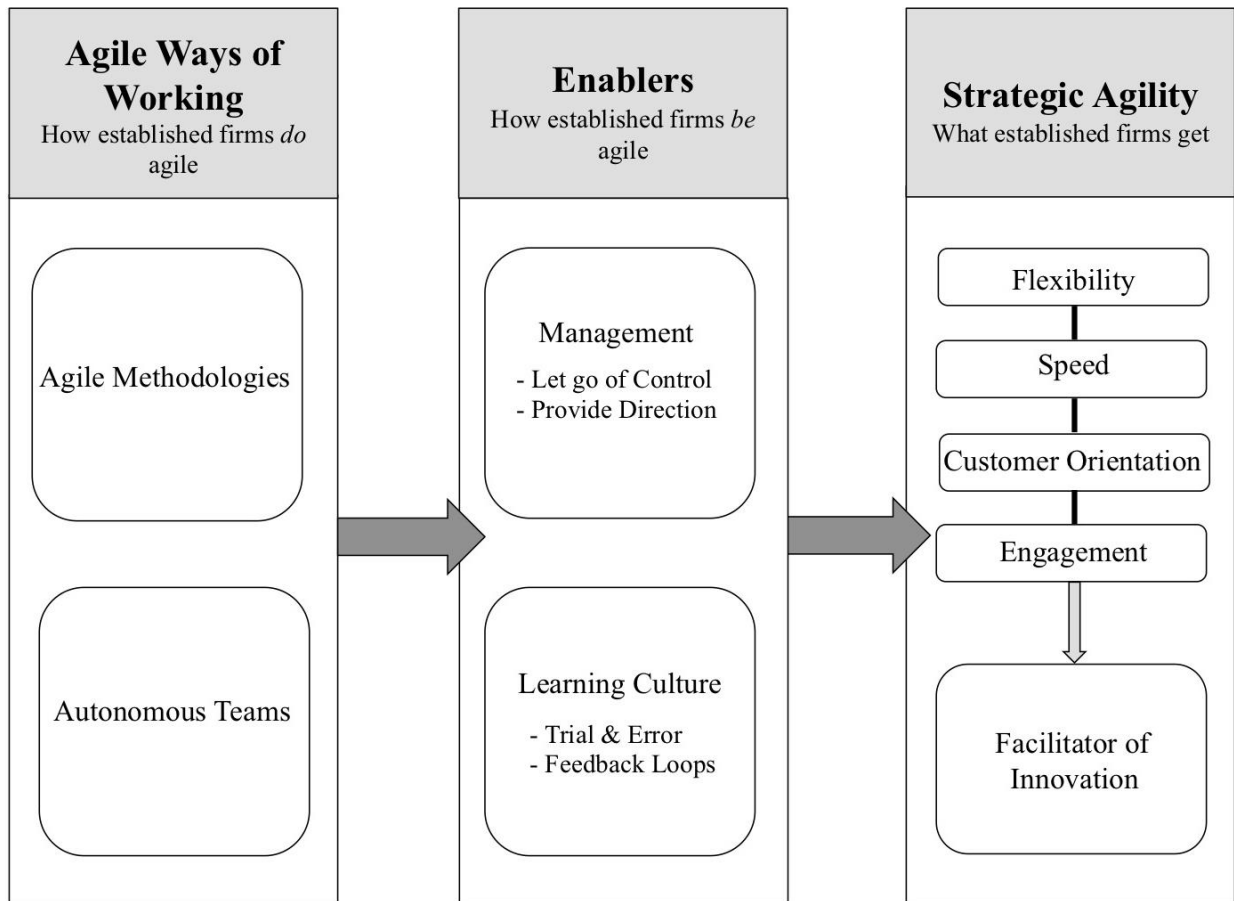 Agile Ways of
Working
How established firms do
agile
Agile Methodologies
Autonomous Teams
Enablers
How established firms be
agile
Management
- Let go of Control
- Provide Direction
Learning Culture
- Trial & Error
- Feedback Loops
Strategic Agility
What established firms get
Flexibility
Speed
Customer Orientation
Engagement
Facilitator of
Innovation